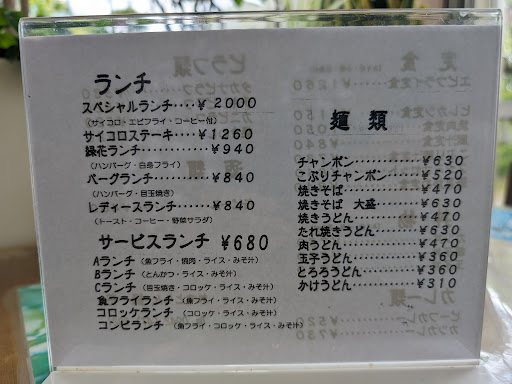 ランチ
スペシャルランチ‥‥¥ 2000
(サイコロ・エビフライ・コーヒー付)
サイコロステーキ‥‥¥1260
緑花ランチ‥‥‥‥‥¥940
(ハンバーグ・白身フライ)
バーグランチ‥‥‥‥¥840
(ハンバーグ・目玉焼き)
レディースランチ‥‥¥840
(トースト・コーヒー・野菜サラダ)
サービスランチ ¥680
Aランチ (魚フライ・焼肉・ライス・みそ汁)
Bランチ (とんかつ・ライス・みそ汁)
Cランチ (目玉焼き・コロッケ・ライス・みそ汁)
魚フライランチ (魚フライ・ライス・みそ汁)
コロッケランチ (コロッケ・ライス・みそ汁)
コンビランチ (魚フライ・コロッケ・ライス・みそ汁)
麺 類
チャンポン‥‥‥‥‥‥¥630
こぶりチャンポン‥‥‥¥520
焼きそば‥‥‥‥‥‥‥¥470
焼きそば 大盛‥‥‥‥¥630
焼きうどん‥‥‥‥‥‥¥470
たれ焼きうどん‥‥‥‥¥630
肉うどん‥‥‥‥‥‥‥¥470
玉子うどん‥‥‥‥‥‥¥360
とろろうどん‥‥‥‥‥¥360
かけうどん‥‥‥‥‥‥¥310